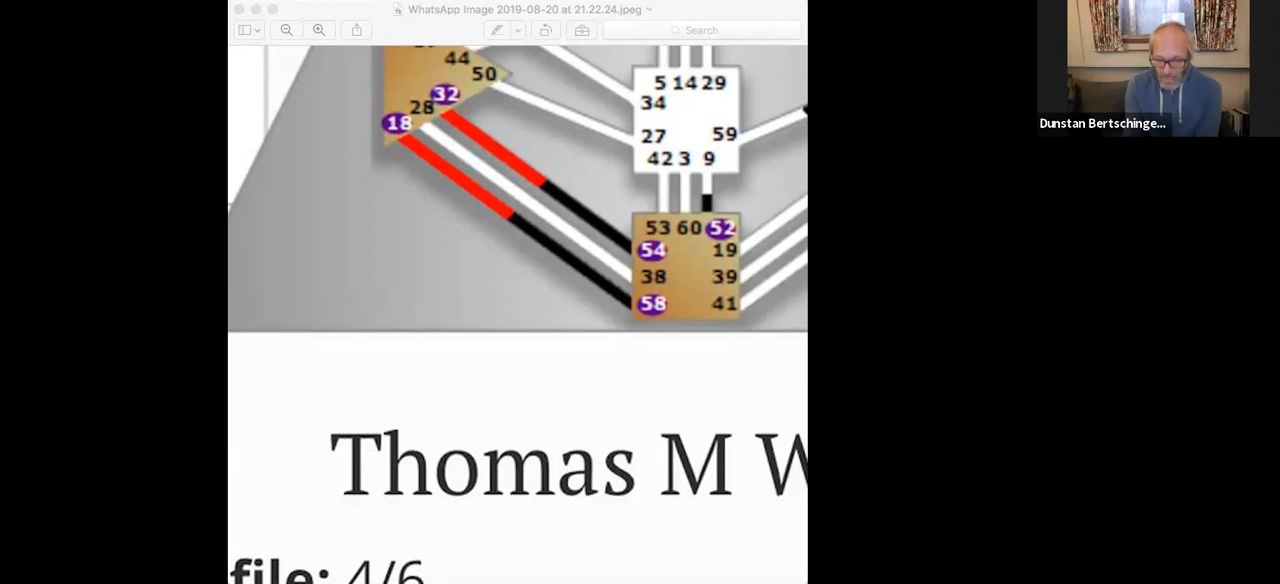 WhatsApp Image 2019-08-20 at 21.22.24.jpeg
Search
44
50
32
28
18
5 14 29
34
27 59
42 3 9
53 60 52
54 19
38 39
58 41
Dunstan Bertschinge...
Thomas M W
file: 4/6